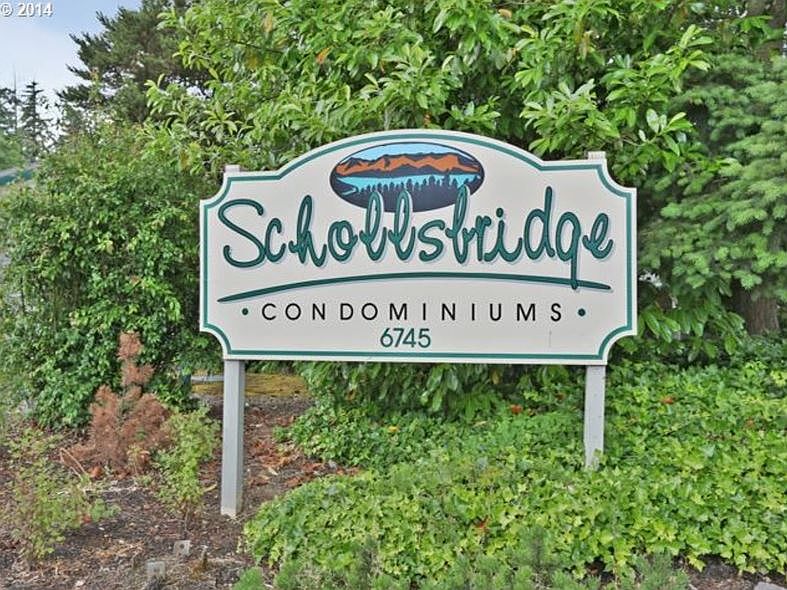 © 2014
Schollsbridge
• CONDOMINIUMS •
6745